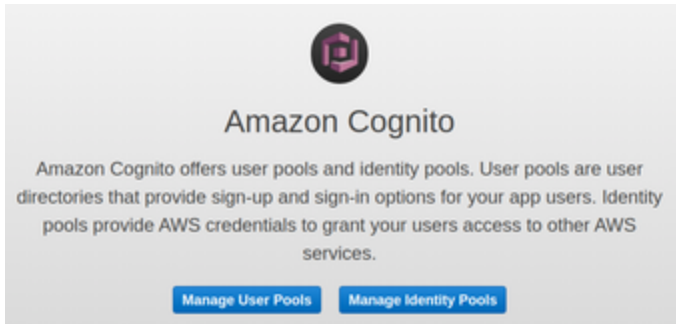 Amazon Cognito
Amazon Cognito offers user pools and identity pools. User pools are user
directories that provide sign-up and sign-in options for your app users. Identity
pools provide AWS credentials to grant your users access to other AWS
services.
Manage User Pools Manage Identity Pools